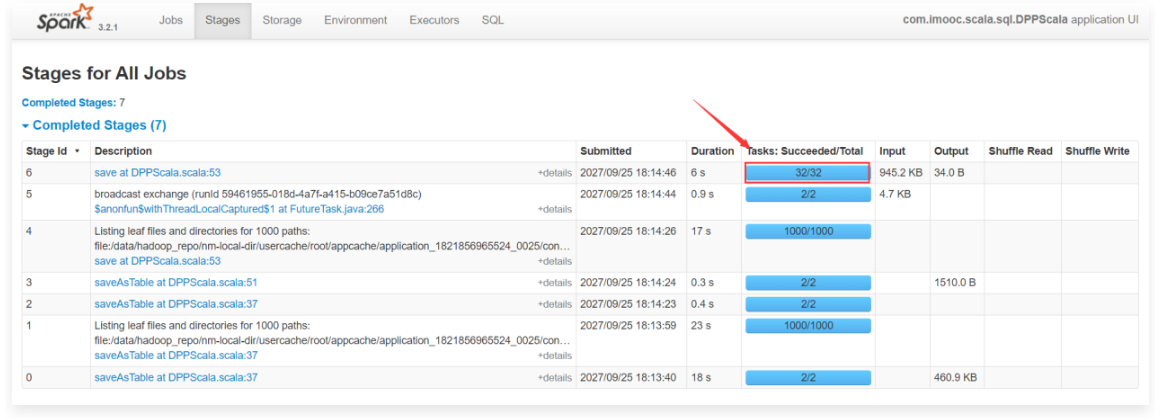 APACHE
Spark 3.2.1 Jobs Stages Storage Environment Executors SQL com.imooc.scala.sql.DPPScala application UI
Stages for All Jobs
Completed Stages: 7
Completed Stages (7)
Stage Id ▾ Description Submitted Duration Tasks: Succeeded/Total Input Output Shuffle Read Shuffle Write
6 save at DPPScala.scala:53 +details 2027/09/25 18:14:46 6 s 32/32 945.2 KB 34.0 B
5 broadcast exchange (runId 59461955-018d-4a7f-a415-b09ce7a51d8c) 2027/09/25 18:14:44 0.9 s 2/2 4.7 KB
$anonfun$withThreadLocalCaptured$1 at FutureTask.java:266 +details
4 Listing leaf files and directories for 1000 paths: 2027/09/25 18:14:26 17 s 1000/1000
file:/data/hadoop_repo/nm-local-dir/usercache/root/appcache/application_1821856965524_0025/con...
save at DPPScala.scala:53 +details
3 saveAsTable at DPPScala.scala:51 +details 2027/09/25 18:14:24 0.3 s 2/2 1510.0 B
2 saveAsTable at DPPScala.scala:37 +details 2027/09/25 18:14:23 0.4 s 2/2
1 Listing leaf files and directories for 1000 paths: 2027/09/25 18:13:59 23 s 1000/1000
file:/data/hadoop_repo/nm-local-dir/usercache/root/appcache/application_1821856965524_0025/con...
saveAsTable at DPPScala.scala:37 +details
0 saveAsTable at DPPScala.scala:37 +details 2027/09/25 18:13:40 18 s 2/2 460.9 KB